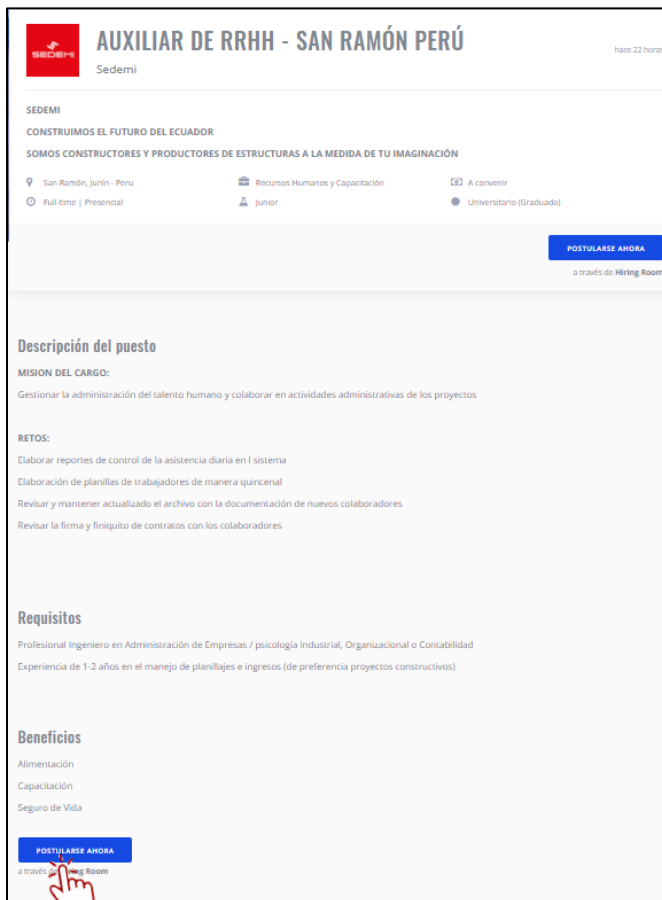 SEDEMI
AUXILIAR DE RRHH - SAN RAMÓN PERÚ
hace 22 horas
Sedemi
SEDEMI
CONSTRUIMOS EL FUTURO DEL ECUADOR
SOMOS CONSTRUCTORES Y PRODUCTORES DE ESTRUCTURAS A LA MEDIDA DE TU IMAGINACIÓN
San Ramón, Junín - Peru
Recursos Humanos y Capacitación
A convenir
Full-time | Presencial
Junior
Universitario (Graduado)
POSTULARSE AHORA
a través de Hiring Room
Descripción del puesto
MISION DEL CARGO:
Gestionar la administración del talento humano y colaborar en actividades administrativas de los proyectos
RETOS:
Elaborar reportes de control de la asistencia diaria en l sistema
Elaboración de planillas de trabajadores de manera quincenal
Revisar y mantener actualizado el archivo con la documentación de nuevos colaboradores
Revisar la firma y finiquito de contratos con los colaboradores
Requisitos
Profesional Ingeniero en Administración de Empresas / psicología Industrial, Organizacional o Contabilidad
Experiencia de 1-2 años en el manejo de planillajes e ingresos (de preferencia proyectos constructivos)
Beneficios
Alimentación
Capacitación
Seguro de Vida
POSTULARSE AHORA
a través de Room